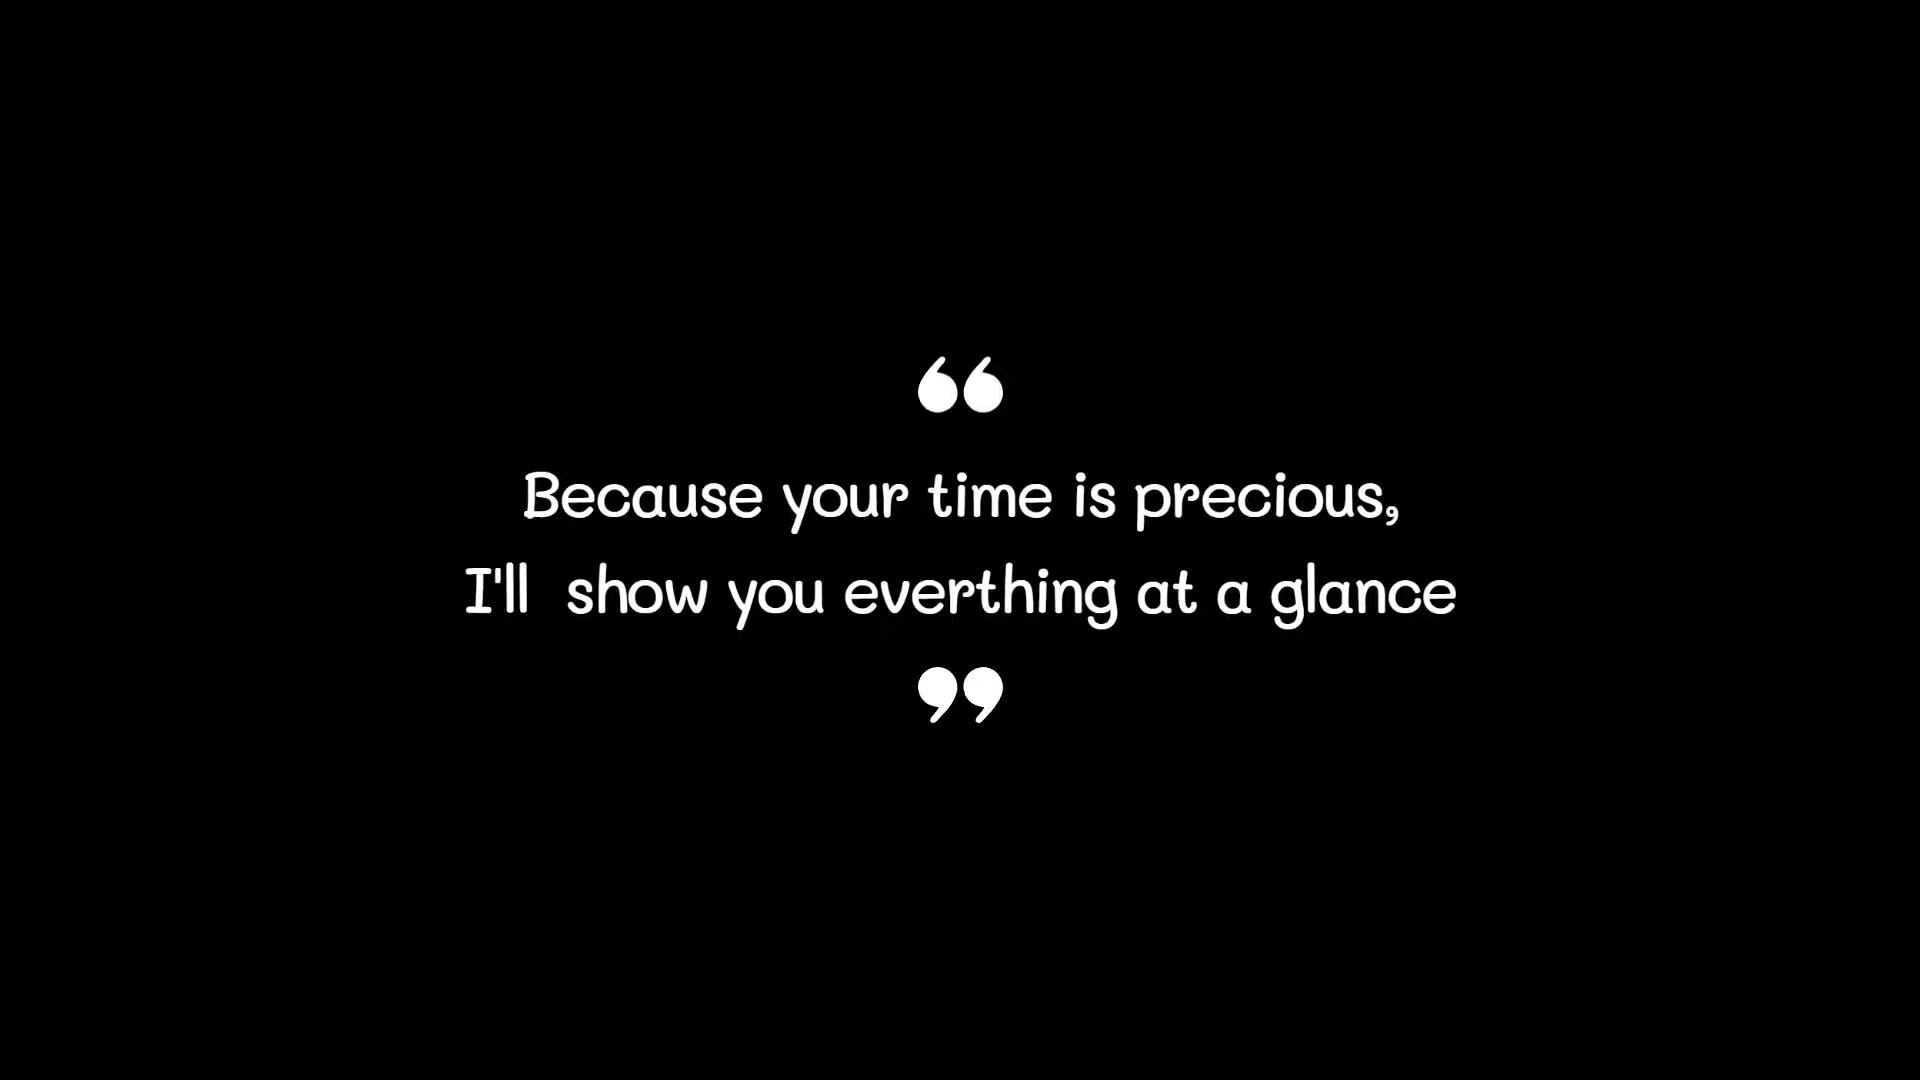 “
Because your time is precious,
I'll  show you everthing at a glance
”